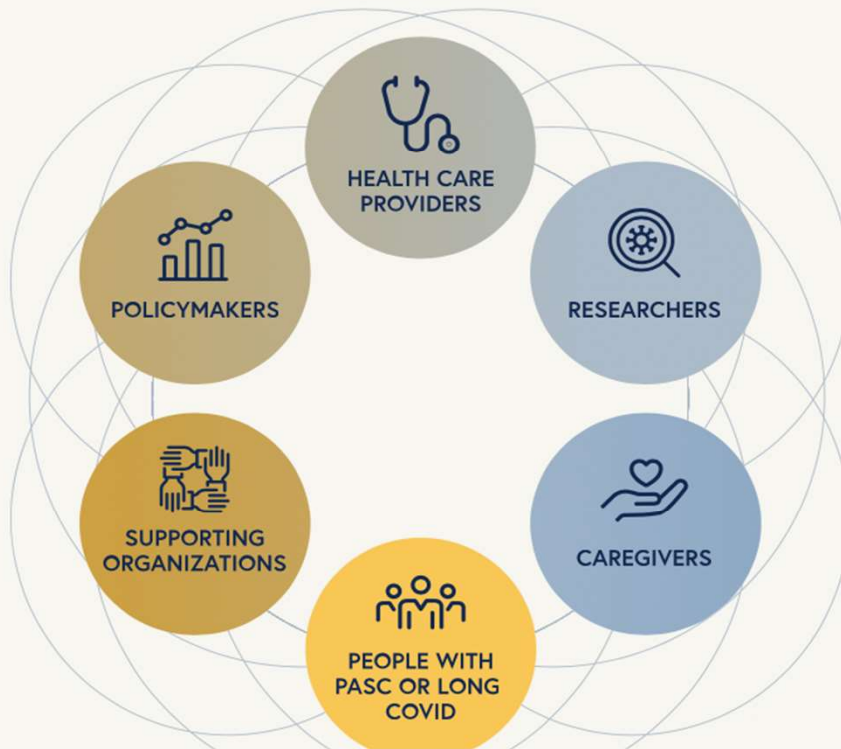 HEALTH CARE
PROVIDERS
POLICYMAKERS
RESEARCHERS
SUPPORTING
ORGANIZATIONS
CAREGIVERS
PEOPLE WITH
PASC OR LONG
COVID